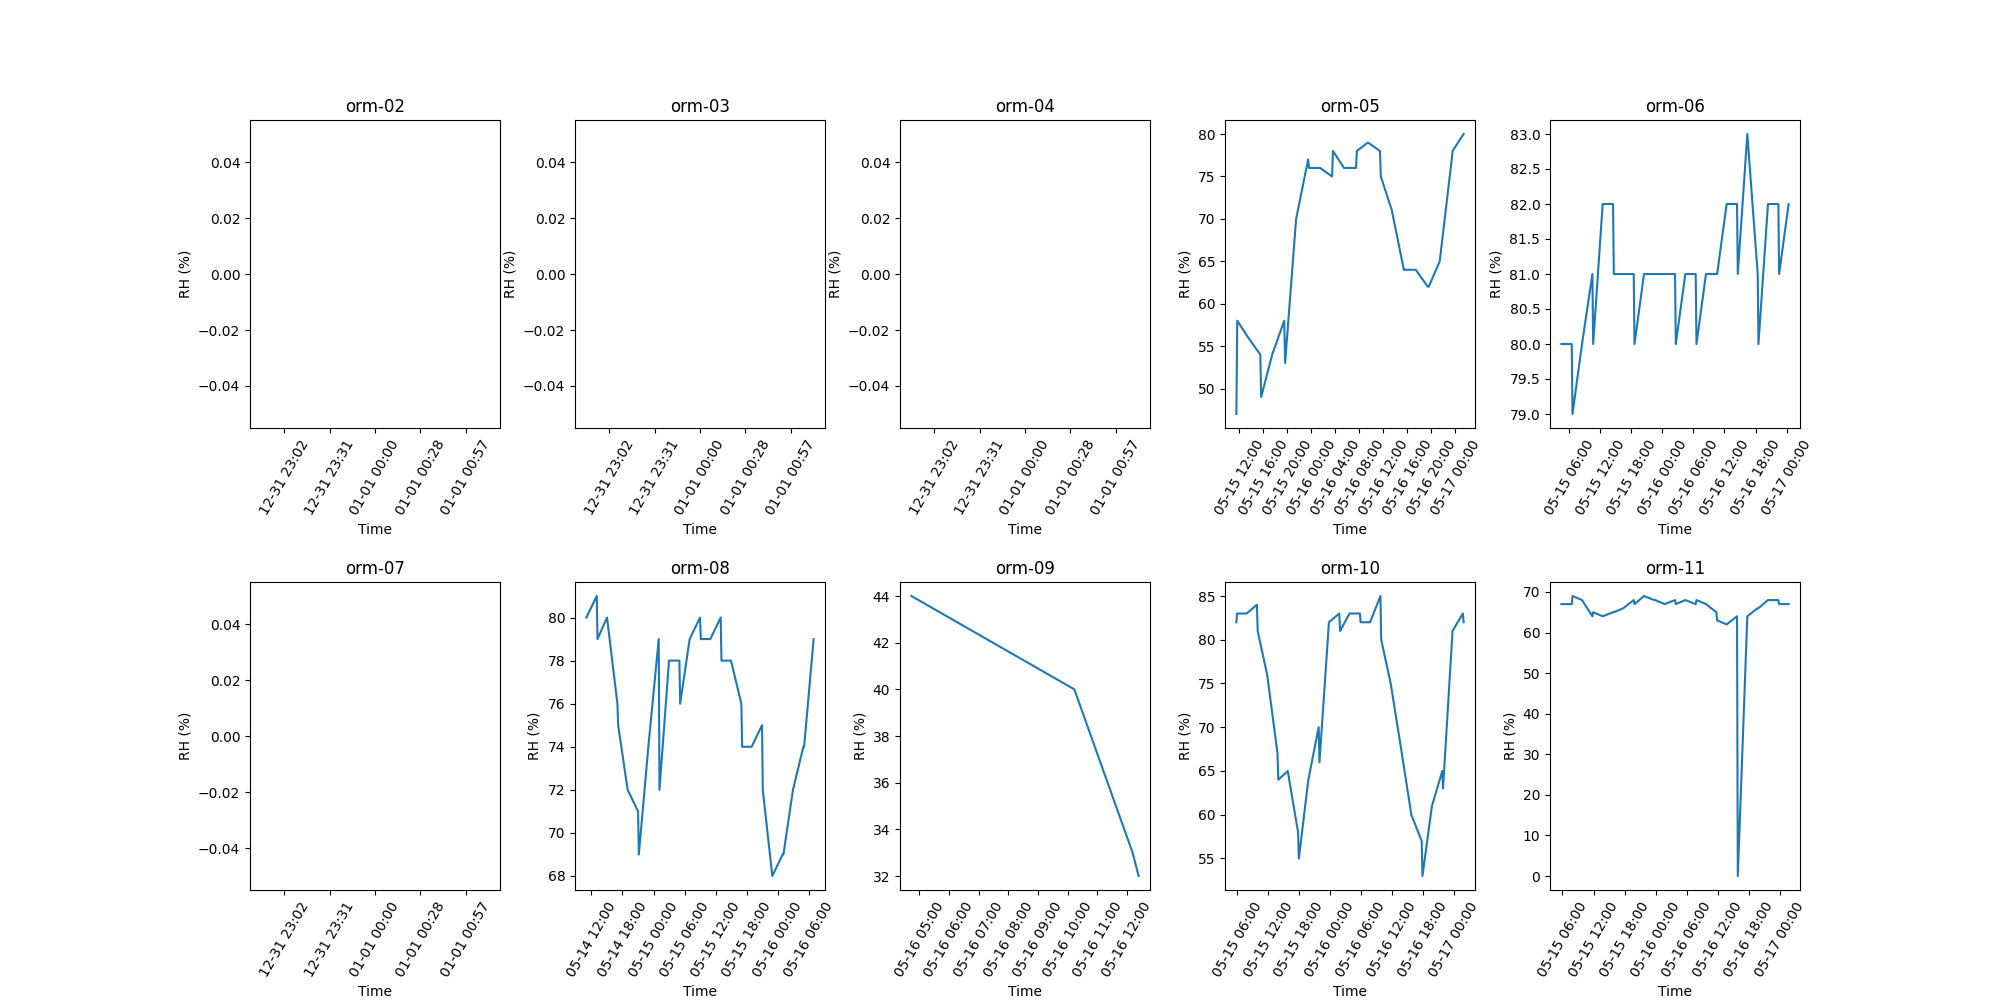 orm-02 orm-03 orm-04 orm-05 orm-06
RH (%) RH (%) RH (%) RH (%) RH (%)
0.04 0.02 0.00 −0.02 −0.04
0.04 0.02 0.00 −0.02 −0.04
0.04 0.02 0.00 −0.02 −0.04
80 75 70 65 60 55 50
83.0 82.5 82.0 81.5 81.0 80.5 80.0 79.5 79.0
12-31 23:02 12-31 23:31 01-01 00:00 01-01 00:28 01-01 00:57
12-31 23:02 12-31 23:31 01-01 00:00 01-01 00:28 01-01 00:57
12-31 23:02 12-31 23:31 01-01 00:00 01-01 00:28 01-01 00:57
05-15 12:00 05-15 16:00 05-15 20:00 05-16 00:00 05-16 04:00 05-16 08:00 05-16 12:00 05-16 16:00 05-16 20:00 05-17 00:00
05-15 06:00 05-15 12:00 05-15 18:00 05-16 00:00 05-16 06:00 05-16 12:00 05-16 18:00 05-17 00:00
Time Time Time Time Time
orm-07 orm-08 orm-09 orm-10 orm-11
RH (%) RH (%) RH (%) RH (%) RH (%)
0.04 0.02 0.00 −0.02 −0.04
80 78 76 74 72 70 68
44 42 40 38 36 34 32
85 80 75 70 65 60 55
70 60 50 40 30 20 10 0
12-31 23:02 12-31 23:31 01-01 00:00 01-01 00:28 01-01 00:57
05-14 12:00 05-14 18:00 05-15 00:00 05-15 06:00 05-15 12:00 05-15 18:00 05-16 00:00 05-16 06:00
05-16 05:00 05-16 06:00 05-16 07:00 05-16 08:00 05-16 09:00 05-16 10:00 05-16 11:00 05-16 12:00
05-15 06:00 05-15 12:00 05-15 18:00 05-16 00:00 05-16 06:00 05-16 12:00 05-16 18:00 05-17 00:00
05-15 06:00 05-15 12:00 05-15 18:00 05-16 00:00 05-16 06:00 05-16 12:00 05-16 18:00 05-17 00:00
Time Time Time Time Time